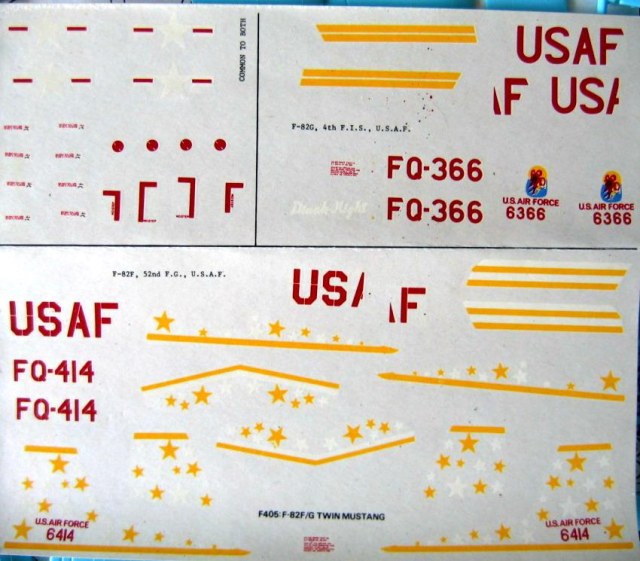 COMMON TO BOTH
USAF
AF USA
F-82G, 4th F.I.S., U.S.A.F.
FQ-366
FQ-366
U.S. AIR FORCE
6366
U.S. AIR FORCE
6366
F-82F, 52nd F.G., U.S.A.F.
USA
AF
USAF
FQ-414
FQ-414
F405: F-82F/G TWIN MUSTANG
U.S. AIR FORCE
6414
U.S. AIR FORCE
6414